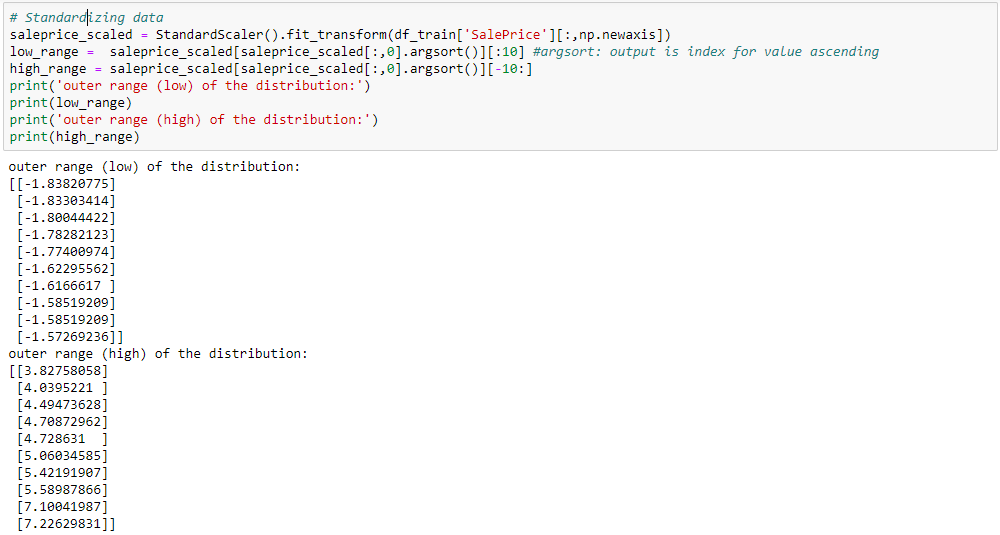 # Standardizing data
saleprice_scaled = StandardScaler().fit_transform(df_train['SalePrice'][:,np.newaxis])
low_range =  saleprice_scaled[saleprice_scaled[:,0].argsort()][:10] #argsort: output is index for value ascending
high_range = saleprice_scaled[saleprice_scaled[:,0].argsort()][-10:]
print('outer range (low) of the distribution:')
print(low_range)
print('outer range (high) of the distribution:')
print(high_range)
outer range (low) of the distribution:
[[-1.83820775]
 [-1.83303414]
 [-1.80044422]
 [-1.78282123]
 [-1.77400974]
 [-1.62295562]
 [-1.6166617 ]
 [-1.58519209]
 [-1.58519209]
 [-1.57269236]]
outer range (high) of the distribution:
[[3.82758058]
 [4.0395221 ]
 [4.49473628]
 [4.70872962]
 [4.728631  ]
 [5.06034585]
 [5.42191907]
 [5.58987866]
 [7.10041987]
 [7.22629831]]